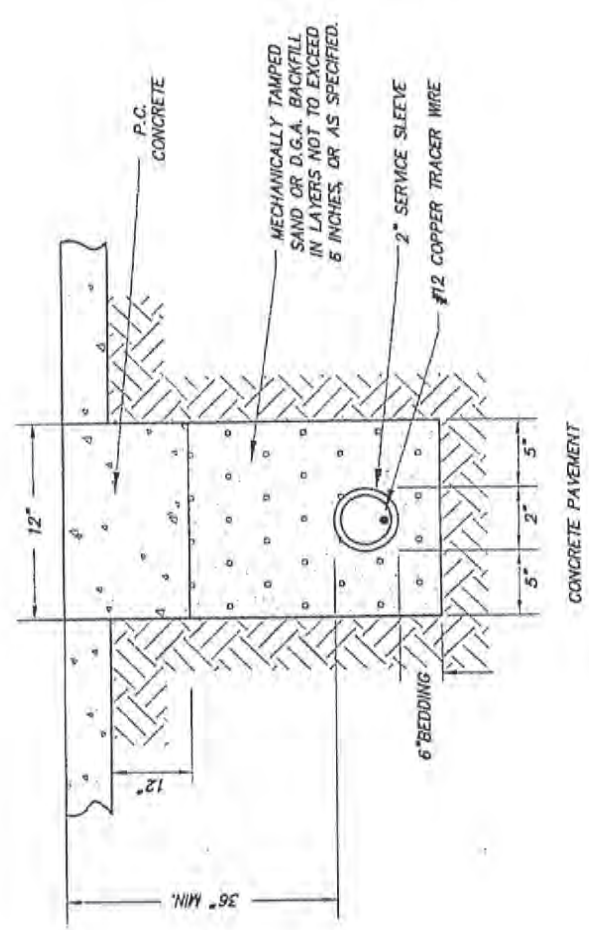 12"
P.C.
CONCRETE
MECHANICALLY TAMPED
SAND OR D.G.A. BACKFILL
IN LAYERS NOT TO EXCEED
6 INCHES, OR AS SPECIFIED.
12"
36" MIN.
2" SERVICE SLEEVE
#12 COPPER TRACER WIRE
6" BEDDING
5"
2"
5"
CONCRETE PAVEMENT